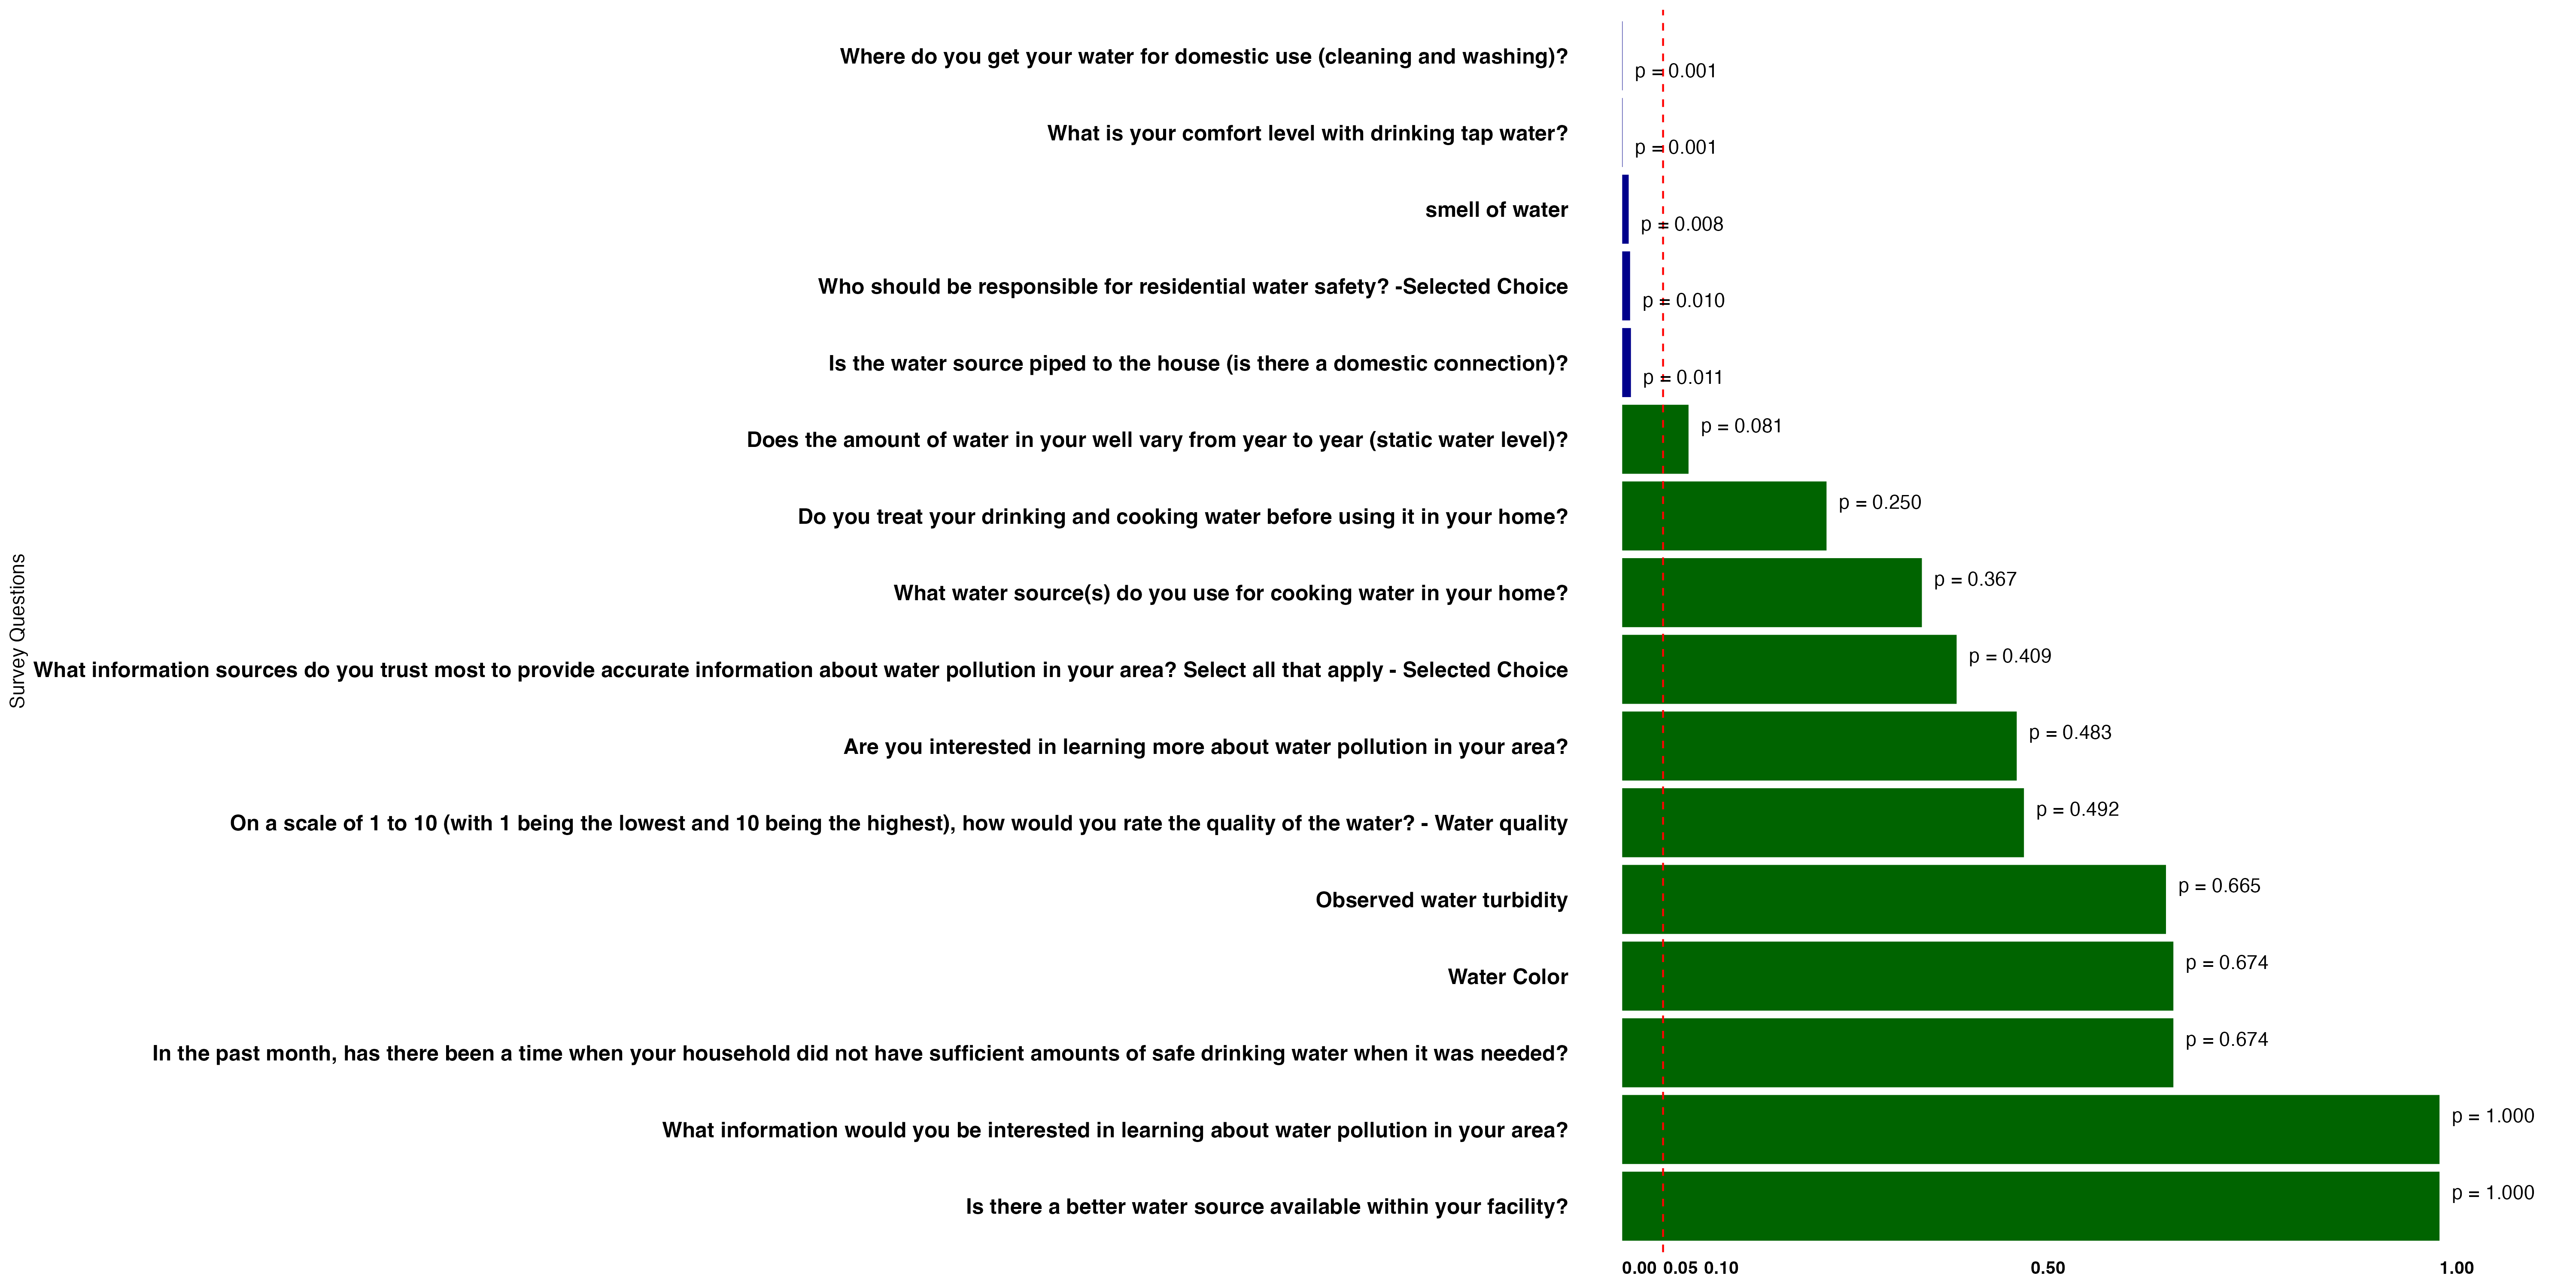 Where do you get your water for domestic use (cleaning and washing)?
p = 0.001
What is your comfort level with drinking tap water?
p = 0.001
smell of water
p = 0.008
Who should be responsible for residential water safety? -Selected Choice
p = 0.010
Is the water source piped to the house (is there a domestic connection)?
p = 0.011
Does the amount of water in your well vary from year to year (static water level)?
p = 0.081
Do you treat your drinking and cooking water before using it in your home?
p = 0.250
What water source(s) do you use for cooking water in your home?
p = 0.367
Survey Questions
What information sources do you trust most to provide accurate information about water pollution in your area? Select all that apply - Selected Choice
p = 0.409
Are you interested in learning more about water pollution in your area?
p = 0.483
On a scale of 1 to 10 (with 1 being the lowest and 10 being the highest), how would you rate the quality of the water? - Water quality
p = 0.492
Observed water turbidity
p = 0.665
Water Color
p = 0.674
In the past month, has there been a time when your household did not have sufficient amounts of safe drinking water when it was needed?
p = 0.674
What information would you be interested in learning about water pollution in your area?
p = 1.000
Is there a better water source available within your facility?
p = 1.000
0.00 0.05 0.10 0.50 1.00